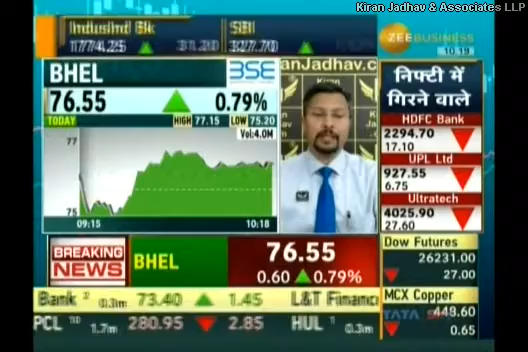 Kiran Jadhav & Associates LLP
IndusInd Bk
SBI
1774.25 31.20
327.70
ZEE BUSINESS
10:19
BHEL
BSE
76.55 0.79%
TODAY HIGH 77.15 LOW 75.20
Vol:4.0M
77
75
09:15 10:18
anJadhav.c
निफ्टी में
गिरने वाले
HDFC Bank
2294.70
17.10
UPL Ltd
927.55
6.75
Ultratech
4025.90
27.60
Dow Futures
26231.00
27.00
MCX Copper
448.60
0.65
TATA
BREAKING
NEWS
BHEL
76.55
0.60 0.79%
Bank 0.3m 73.40 1.45 L&T Financ
PCL 1.7m 280.95 2.85 HUL 0.3m